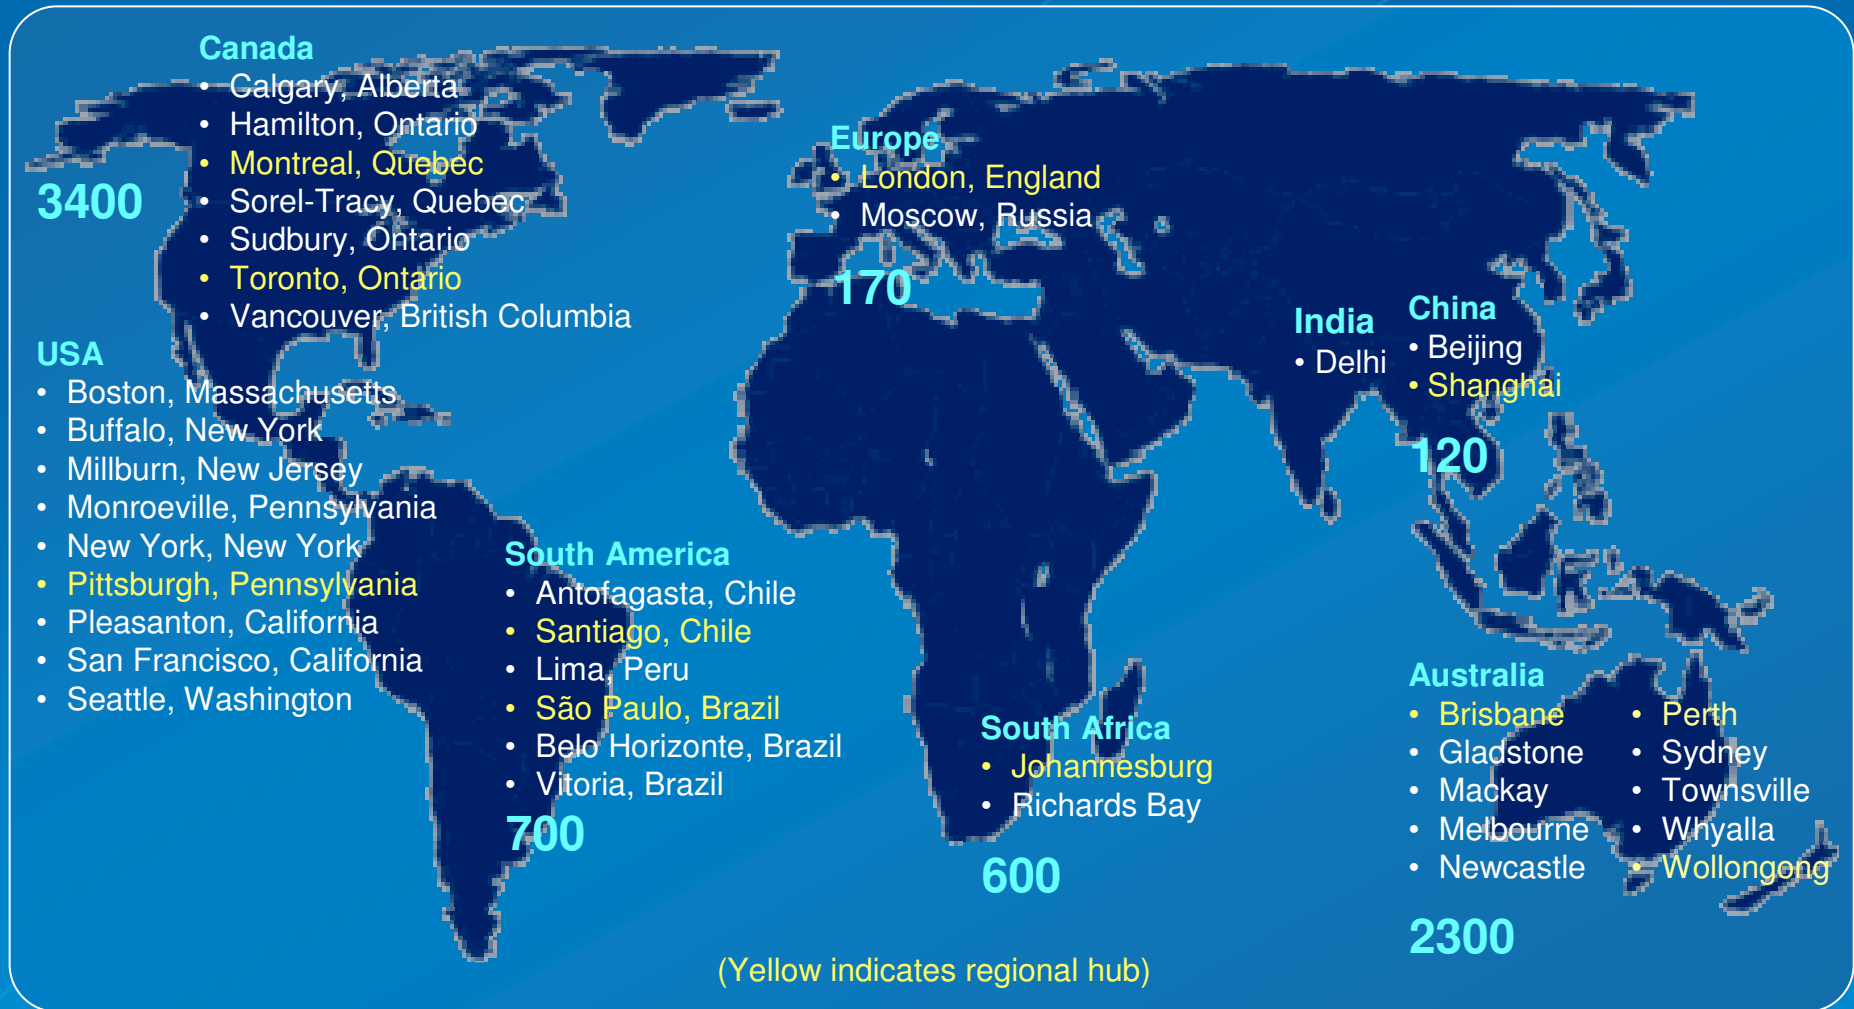 Canada
• Calgary, Alberta
• Hamilton, Ontario
• Montreal, Quebec
• Sorel-Tracy, Quebec
• Sudbury, Ontario
• Toronto, Ontario
• Vancouver, British Columbia
3400
USA
• Boston, Massachusetts
• Buffalo, New York
• Millburn, New Jersey
• Monroeville, Pennsylvania
• New York, New York
• Pittsburgh, Pennsylvania
• Pleasanton, California
• San Francisco, California
• Seattle, Washington
South America
• Antofagasta, Chile
• Santiago, Chile
• Lima, Peru
• São Paulo, Brazil
• Belo Horizonte, Brazil
• Vitoria, Brazil
700
Europe
• London, England
• Moscow, Russia
170
South Africa
• Johannesburg
• Richards Bay
600
India
• Delhi
China
• Beijing
• Shanghai
120
Australia
• Brisbane
• Gladstone
• Mackay
• Melbourne
• Newcastle
• Perth
• Sydney
• Townsville
• Whyalla
• Wollongong
2300
(Yellow indicates regional hub)